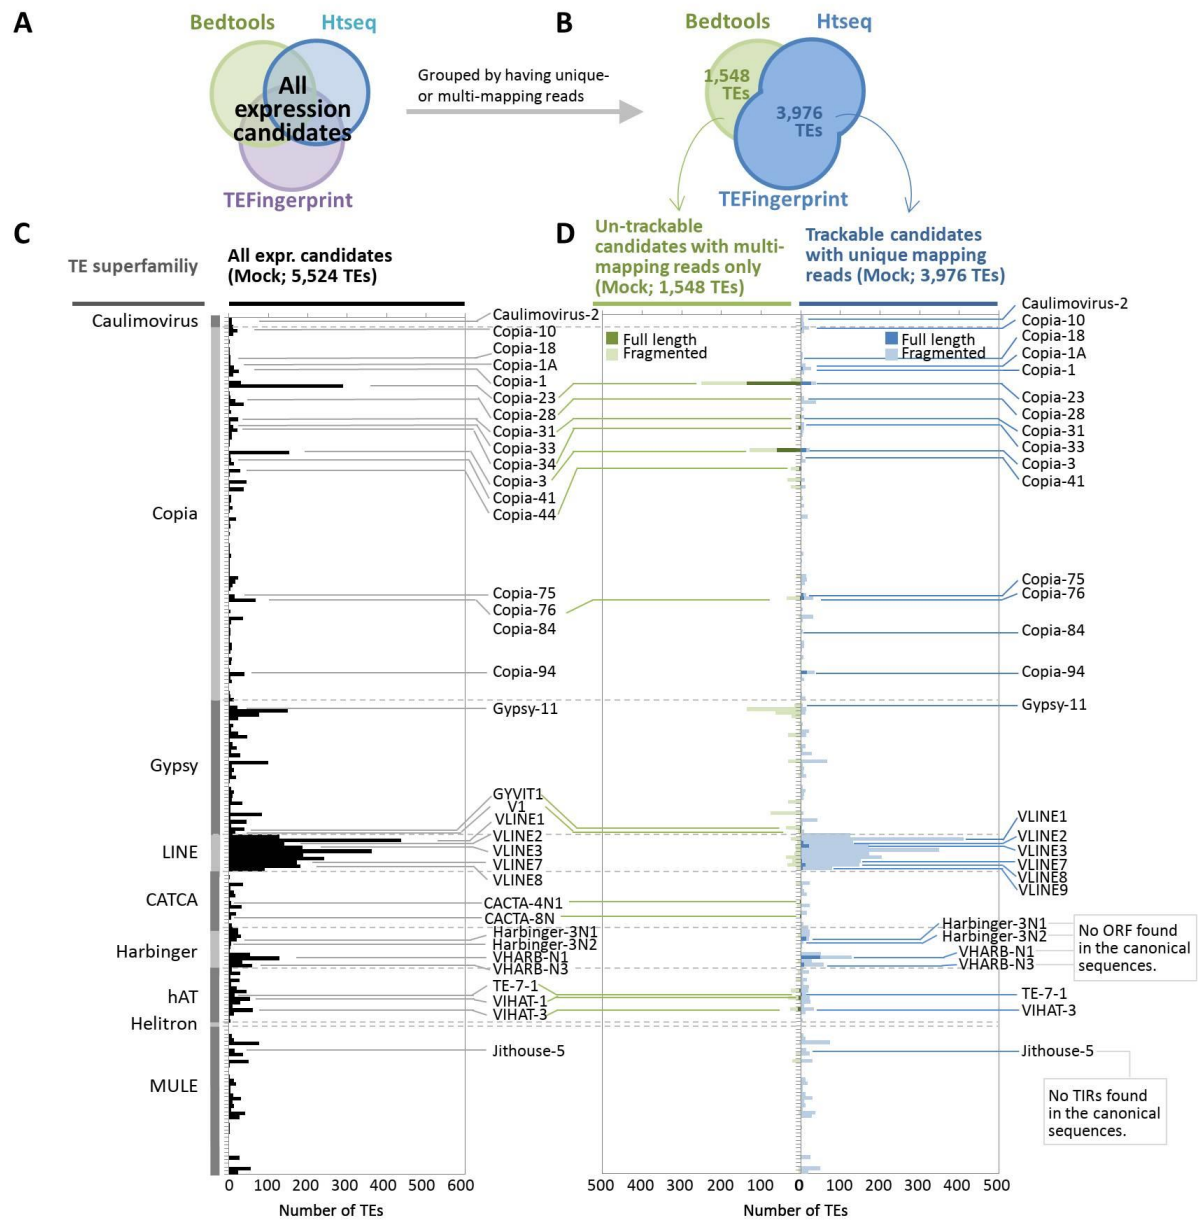 A
Bedtools
Htseq
All
expression
candidates
TEFingerprint
Grouped by having unique-
or multi-mapping reads
B
Bedtools
Htseq
1,548
TEs
3,976
TEs
TEFingerprint
C
TE superfamiliy
All expr. candidates
(Mock; 5,524 TEs)
D
Un-trackable
candidates with multi-
mapping reads only
(Mock; 1,548 TEs)
Trackable candidates
with unique mapping
reads (Mock; 3,976 TEs)
Caulimovirus
Copia
Gypsy
LINE
CATCA
Harbinger
hAT
Helitron
MULE
Caulimovirus-2
Copia-10
Copia-18
Copia-1A
Copia-1
Copia-23
Copia-28
Copia-31
Copia-33
Copia-34
Copia-3
Copia-41
Copia-44
Copia-75
Copia-76
Copia-84
Copia-94
Gypsy-11
GYVIT1
V1
VLINE1
VLINE2
VLINE3
VLINE7
VLINE8
CACTA-4N1
CACTA-8N
Harbinger-3N1
Harbinger-3N2
VHARB-N1
VHARB-N3
TE-7-1
VIHAT-1
VIHAT-3
Jithouse-5
Full length
Fragmented
Full length
Fragmented
Caulimovirus-2
Copia-10
Copia-18
Copia-1A
Copia-1
Copia-23
Copia-28
Copia-31
Copia-33
Copia-3
Copia-41
Copia-75
Copia-76
Copia-84
Copia-94
Gypsy-11
VLINE1
VLINE2
VLINE3
VLINE7
VLINE8
VLINE9
Harbinger-3N1
Harbinger-3N2
VHARB-N1
VHARB-N3
No ORF found
in the canonical
sequences.
TE-7-1
VIHAT-3
Jithouse-5
No TIRs found
in the canonical
sequences.
0 100 200 300 400 500 600
Number of TEs
500 400 300 200 100 0 100 200 300 400 500
Number of TEs